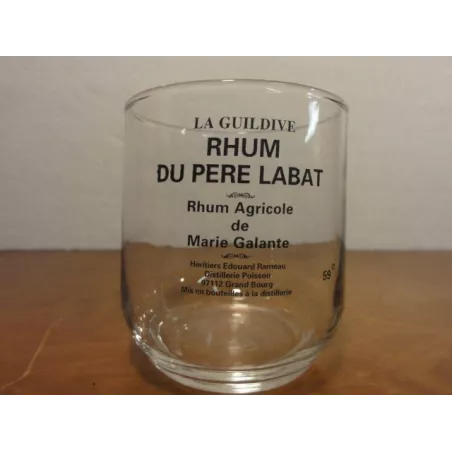 LA GUILDIVE
RHUM
DU PERE LABAT
Rhum Agricole
de
Marie Galante
Héritiers Edouard Rameau
Distillerie Poisson
97112 Grand Bourg
Mis en bouteilles à la distillerie
59°